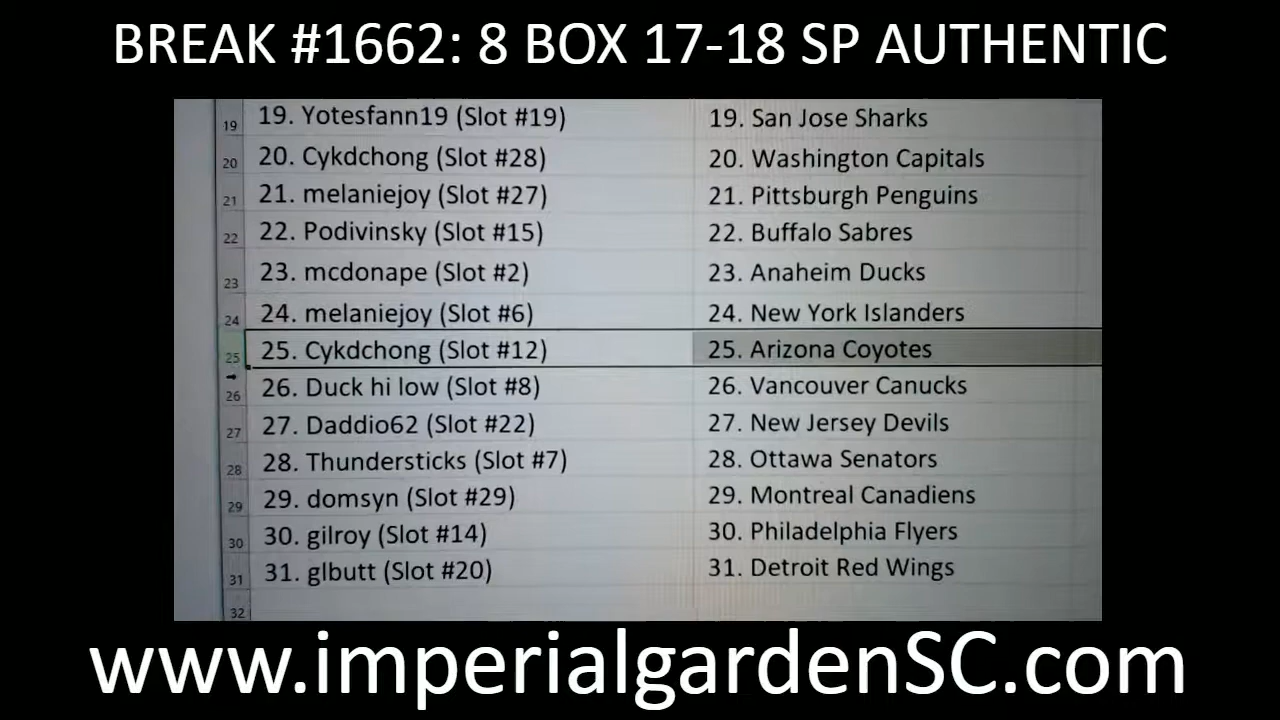 BREAK #1662: 8 BOX 17-18 SP AUTHENTIC
19 19. Yotesfann19 (Slot #19) 19. San Jose Sharks
20 20. Cykdchong (Slot #28) 20. Washington Capitals
21 21. melaniejoy (Slot #27) 21. Pittsburgh Penguins
22 22. Podivinsky (Slot #15) 22. Buffalo Sabres
23 23. mcdonape (Slot #2) 23. Anaheim Ducks
24 24. melaniejoy (Slot #6) 24. New York Islanders
25 25. Cykdchong (Slot #12) 25. Arizona Coyotes
26 26. Duck hi low (Slot #8) 26. Vancouver Canucks
27 27. Daddio62 (Slot #22) 27. New Jersey Devils
28 28. Thundersticks (Slot #7) 28. Ottawa Senators
29 29. domsyn (Slot #29) 29. Montreal Canadiens
30 30. gilroy (Slot #14) 30. Philadelphia Flyers
31 31. glbutt (Slot #20) 31. Detroit Red Wings
32
www.imperialgardenSC.com